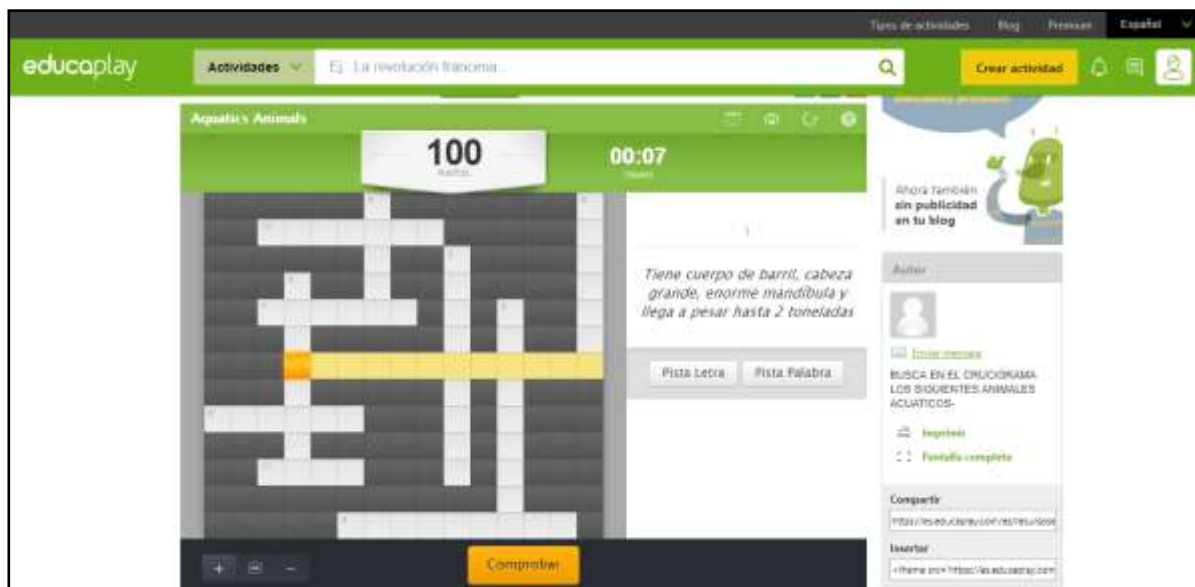 Tipos de actividades Blog Premium Español
educaplay
Actividades
La revolución francesa...
Crear actividad
Aquatics Animals
100
00:07
Ahora también
sin publicidad
en tu blog
Tiene cuerpo de barril, cabeza
grande, enorme mandíbula y
llega a pesar hasta 2 toneladas
Pista Letra Pista Palabra
Comprobar
Autor
Enviar mensaje
BUSCA EN EL CRUCIGRAMA
LOS SIGUIENTES ANIMALES
ACUATICOS-
Imprimir
Pantalla completa
Compartir
Insertar